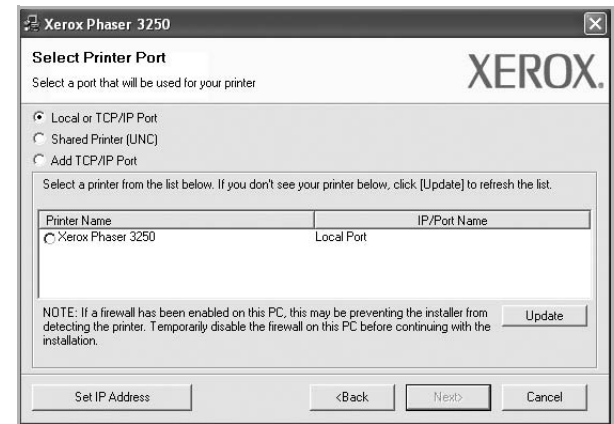 Xerox Phaser 3250
Select Printer Port
Select a port that will be used for your printer
XEROX.
Local or TCP/IP Port
Shared Printer (UNC)
Add TCP/IP Port
Select a printer from the list below. If you don't see your printer below, click [Update] to refresh the list.
Printer Name IP/Port Name
Xerox Phaser 3250 Local Port
NOTE: If a firewall has been enabled on this PC, this may be preventing the installer from
detecting the printer. Temporarily disable the firewall on this PC before continuing with the
installation.
Update
Set IP Address <Back Next> Cancel